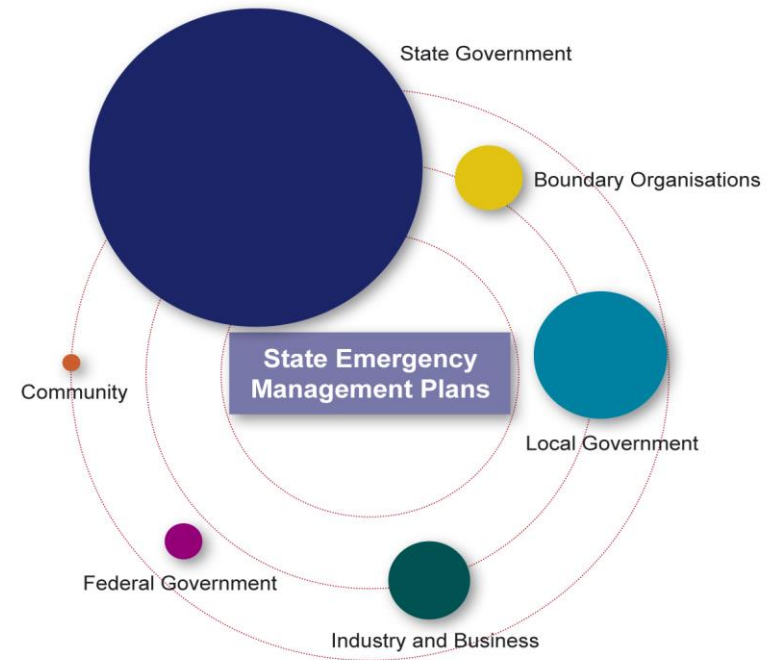 State Government
Boundary Organisations
State Emergency
Management Plans
Community
Local Government
Federal Government
Industry and Business